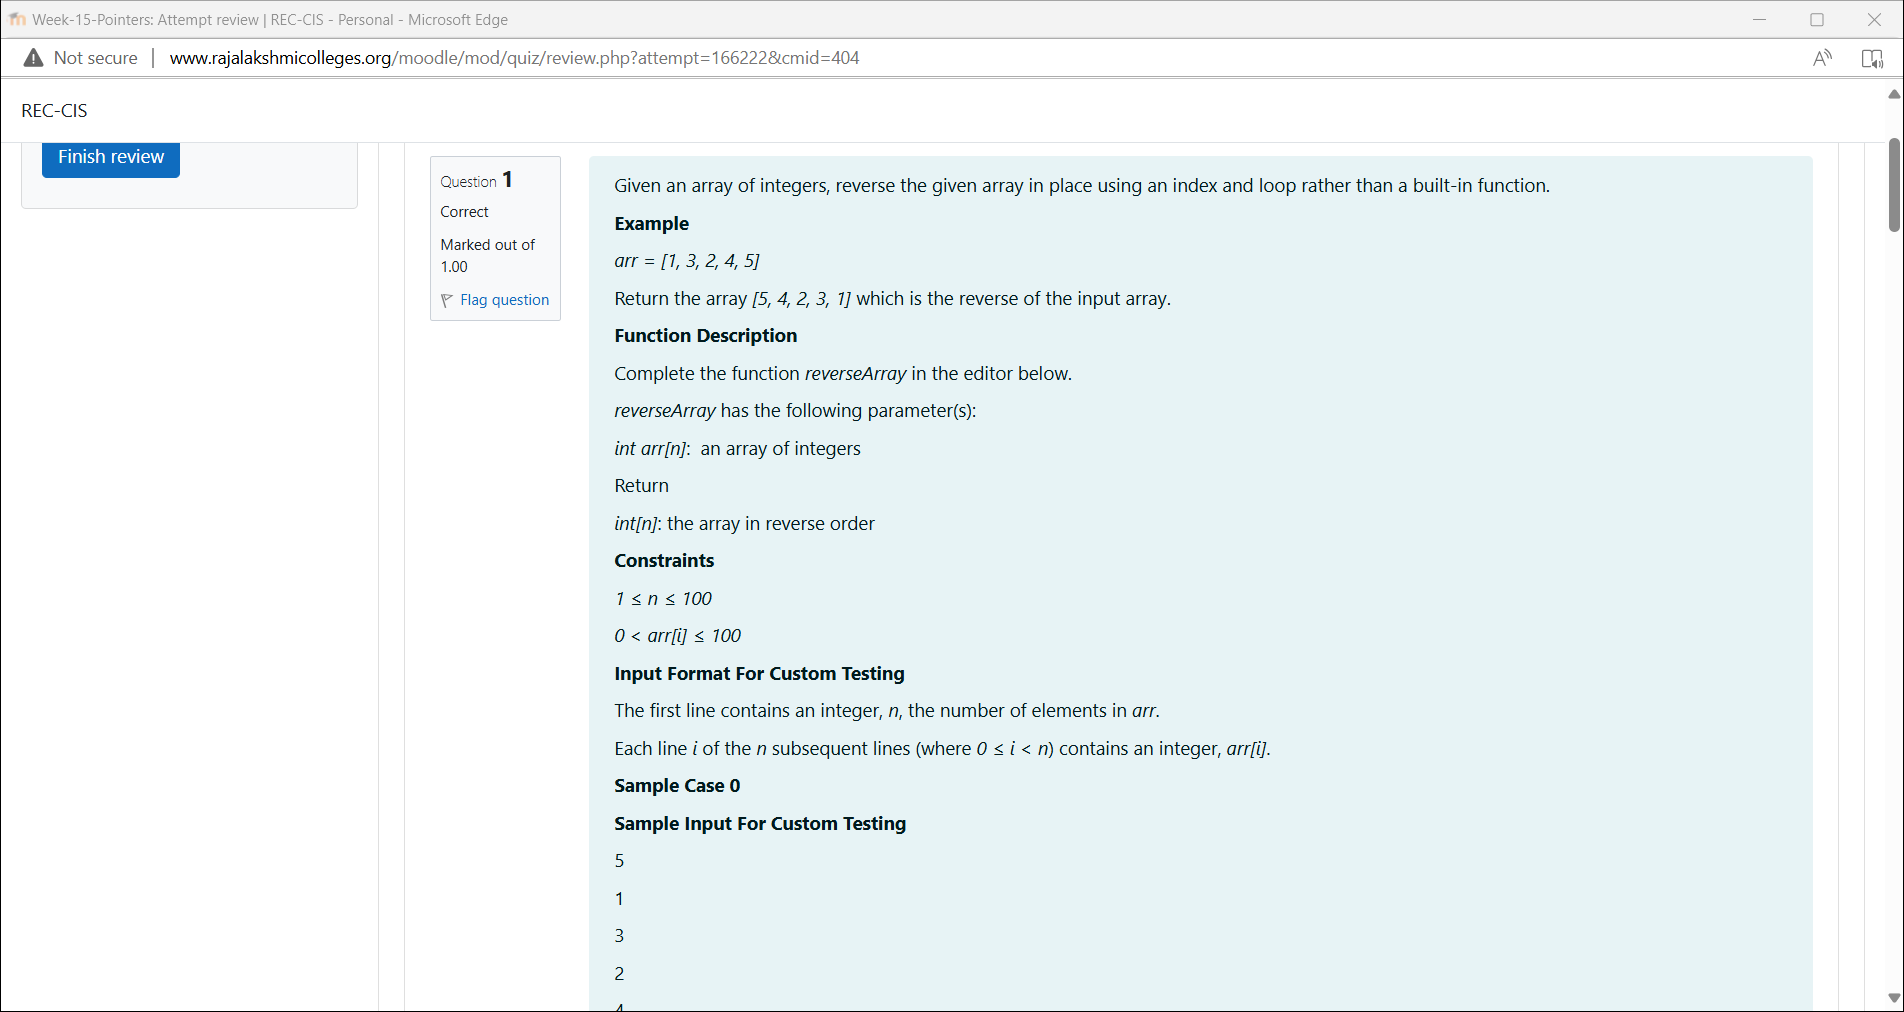 Week-15-Pointers: Attempt review | REC-CIS - Personal - Microsoft Edge
Not secure | www.rajalakshmicolleges.org/moodle/mod/quiz/review.php?attempt=166222&cmid=404
REC-CIS
Finish review
Question 1
Correct
Marked out of
1.00
Flag question
Given an array of integers, reverse the given array in place using an index and loop rather than a built-in function.
Example
arr = [1, 3, 2, 4, 5]
Return the array [5, 4, 2, 3, 1] which is the reverse of the input array.
Function Description
Complete the function reverseArray in the editor below.
reverseArray has the following parameter(s):
int arr[n]: an array of integers
Return
int[n]: the array in reverse order
Constraints
1 ≤ n ≤ 100
0 < arr[i] ≤ 100
Input Format For Custom Testing
The first line contains an integer, n, the number of elements in arr.
Each line i of the n subsequent lines (where 0 ≤ i < n) contains an integer, arr[i].
Sample Case 0
Sample Input For Custom Testing
5
1
3
2
4